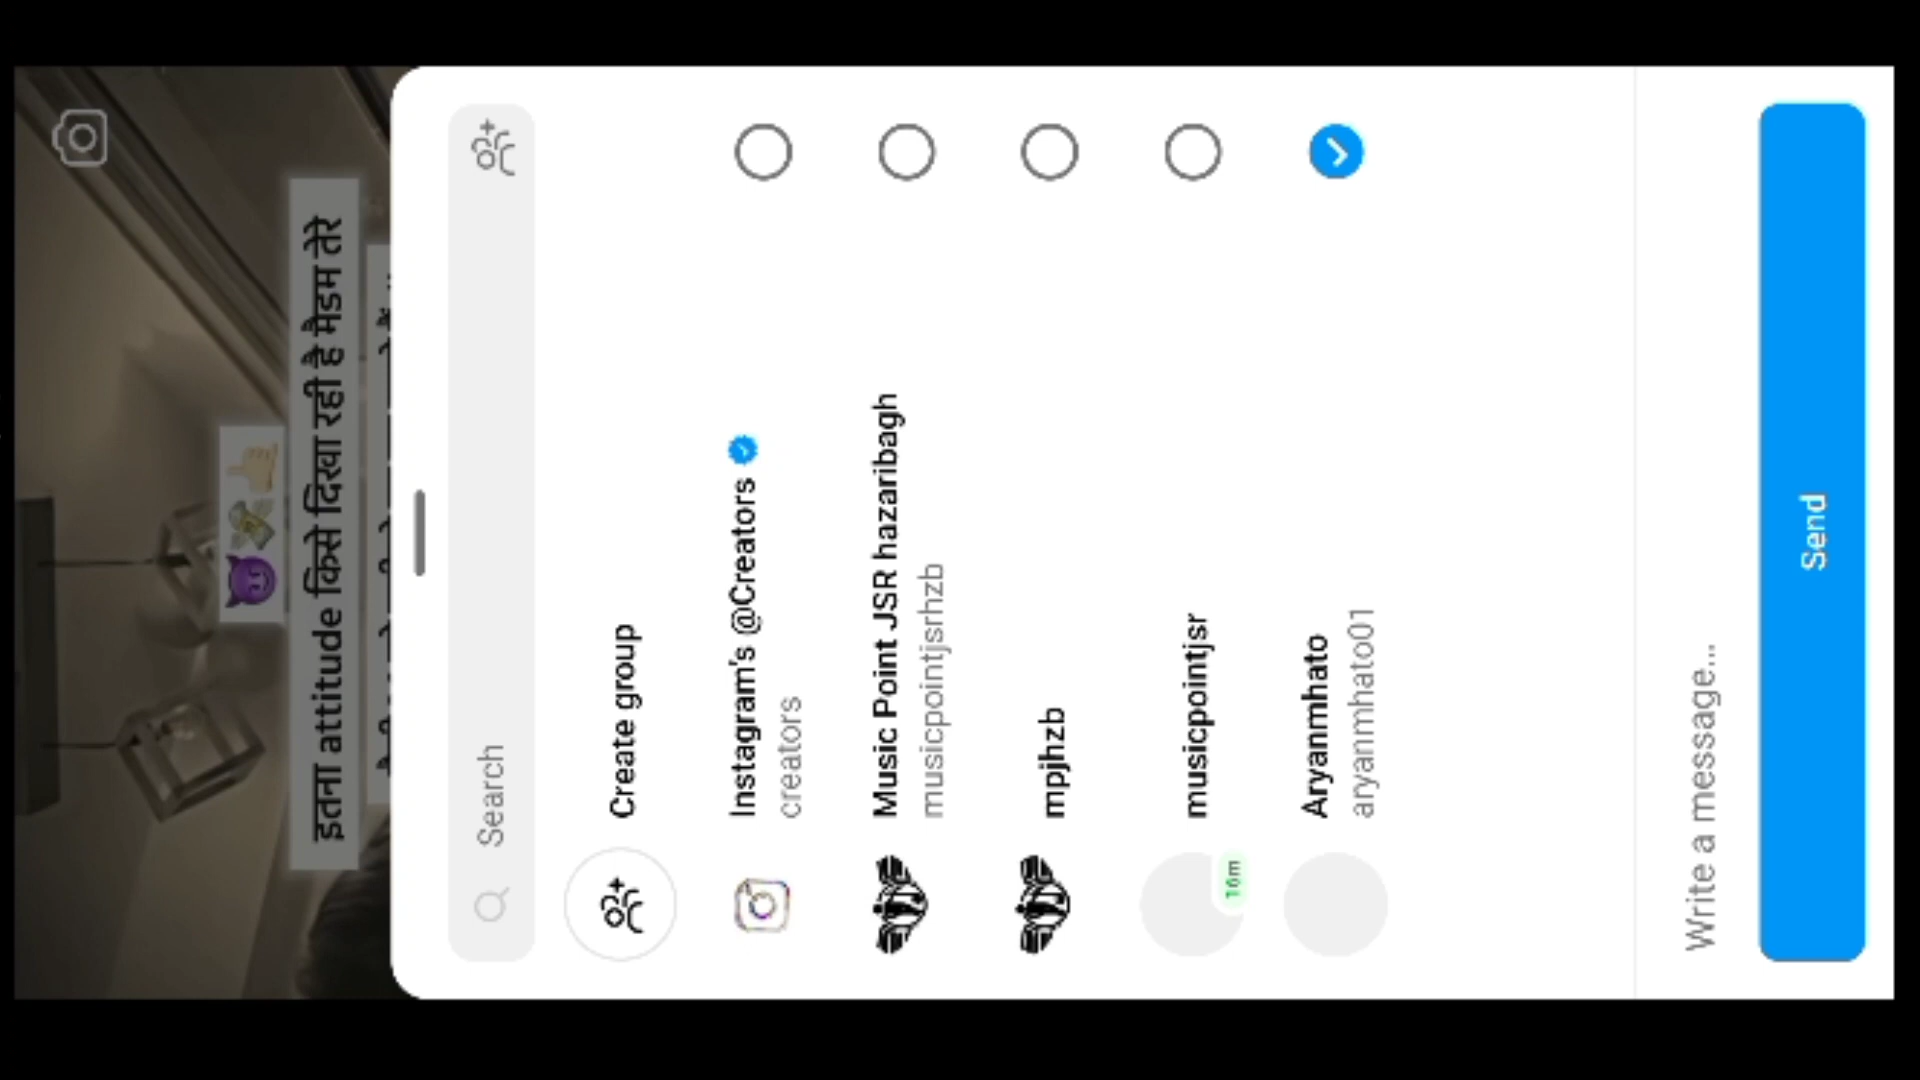 इतना attitude किसे दिखा रही है मैडम तेरे
Search
Create group
Instagram's @Creators
creators
Music Point JSR hazaribagh
musicpointjsrhzb
mpjhzb
musicpointjsr
16m
Aryanmhato
aryanmhato01
Write a message...
Send